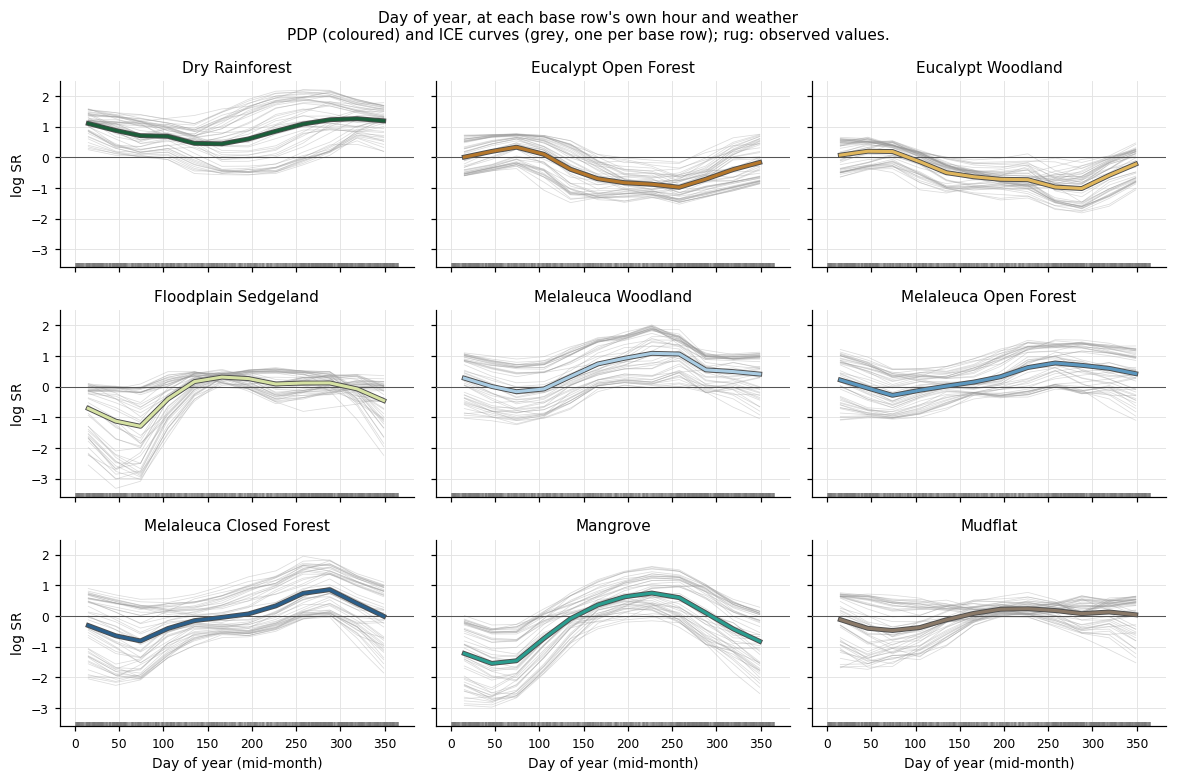 Day of year, at each base row's own hour and weather
PDP (coloured) and ICE curves (grey, one per base row); rug: observed values.
Dry Rainforest
Eucalypt Open Forest
Eucalypt Woodland
log SR
2
1
0
−1
−2
−3
Floodplain Sedgeland
Melaleuca Woodland
Melaleuca Open Forest
log SR
2
1
0
−1
−2
−3
Melaleuca Closed Forest
Mangrove
Mudflat
log SR
2
1
0
−1
−2
−3
0 50 100 150 200 250 300 350
0 50 100 150 200 250 300 350
0 50 100 150 200 250 300 350
Day of year (mid-month)
Day of year (mid-month)
Day of year (mid-month)